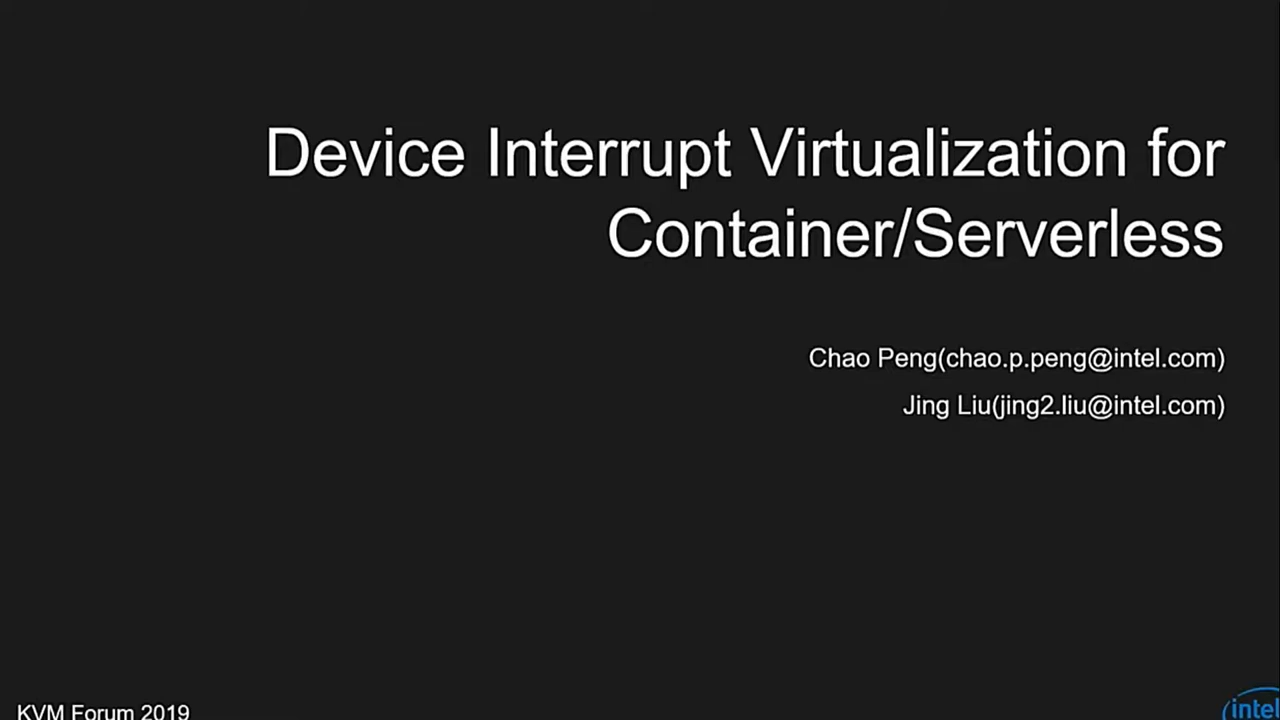 Device Interrupt Virtualization for
Container/Serverless
Chao Peng(chao.p.peng@intel.com)
Jing Liu(jing2.liu@intel.com)
KVM Forum 2019
intel